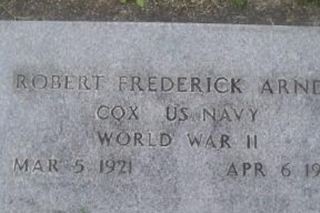 ROBERT FREDERICK ARND
COX US NAVY
WORLD WAR II
MAR 5 1921 APR 6 19